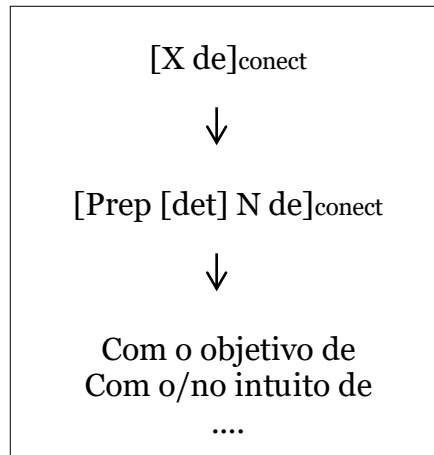 [X de]conect
↓
[Prep [det] N de]conect
↓
Com o objetivo de
Com o/no intuito de
....